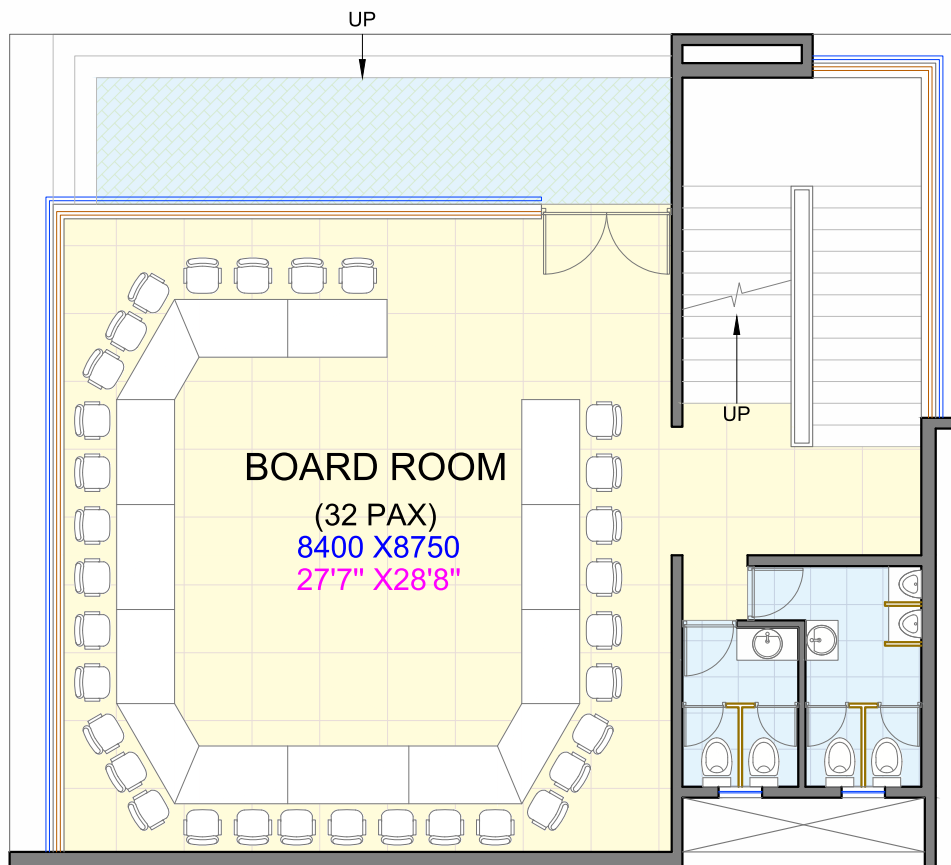 UP
BOARD ROOM
(32 PAX)
8400 X8750
27'7" X28'8"
UP